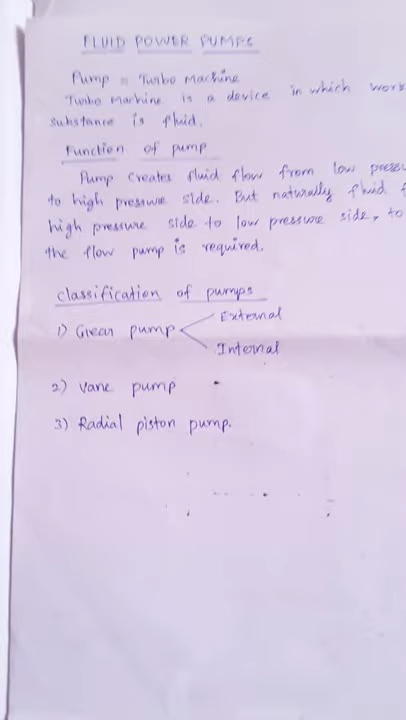 FLUID POWER PUMPS
Pump = Turbo Machine
Turbo Machine is a device in which work
substance is fluid.
Function of pump
Pump creates fluid flow from low pressu
to high pressure side. But naturally fluid f
high pressure side to low pressure side, to
the flow pump is required.
Classification of pumps
1) Gear pump
External
Internal
2) Vane pump
3) Radial piston pump.